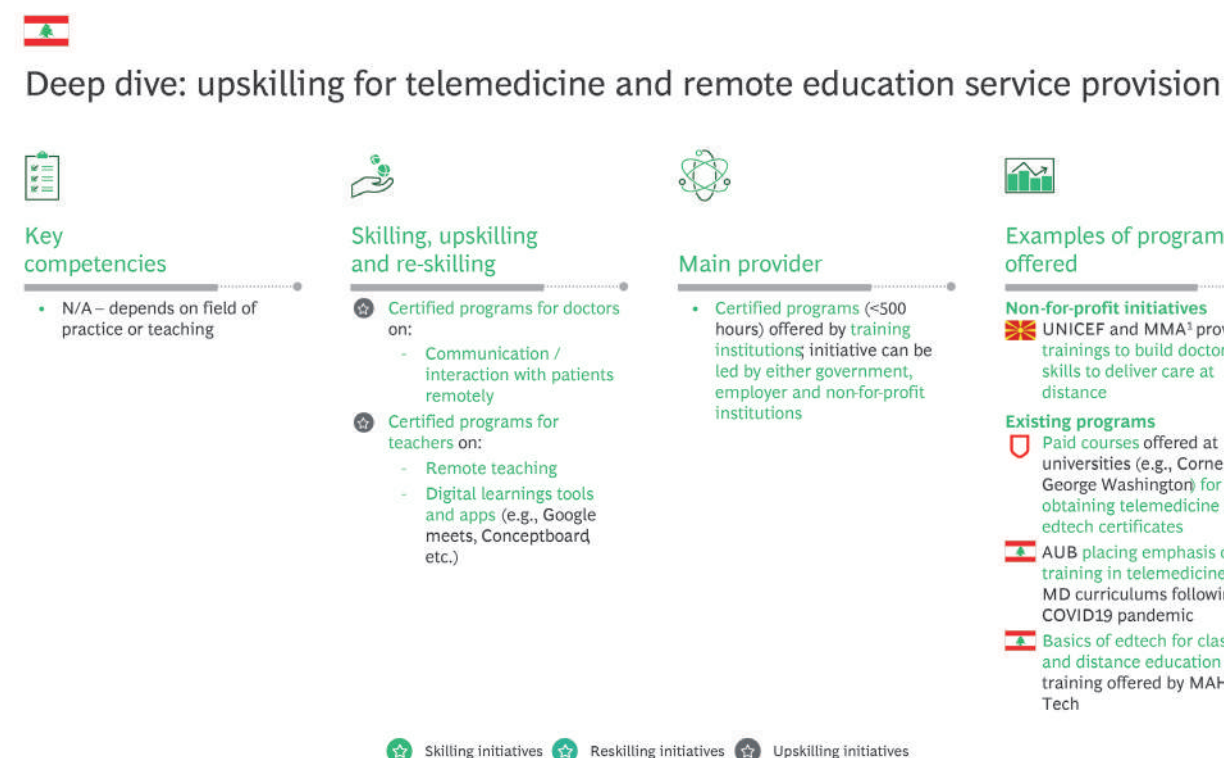 Deep dive: upskilling for telemedicine and remote education service provision
Key
competencies
• N/A – depends on field of
practice or teaching
Skilling, upskilling
and re-skilling
Certified programs for doctors
on:
- Communication /
interaction with patients
remotely
Certified programs for
teachers on:
- Remote teaching
- Digital learnings tools
and apps (e.g., Google
meets, Conceptboard,
etc.)
Main provider
• Certified programs (<500
hours) offered by training
institutions; initiative can be
led by either government,
employer and non-for-profit
institutions
Examples of program
offered
Non-for-profit initiatives
UNICEF and MMA¹
trainings to build
skills to deliver care at
distance
Existing programs
Paid courses offered at
universities (e.g.,
George Washington) for
obtaining telemedicine
edtech certificates
AUB placing emphasis
training in telemedicine
MD curriculums
COVID19 pandemic
Basics of edtech for
and distance education
training offered by
Tech
Skilling initiatives Reskilling initiatives Upskilling initiatives